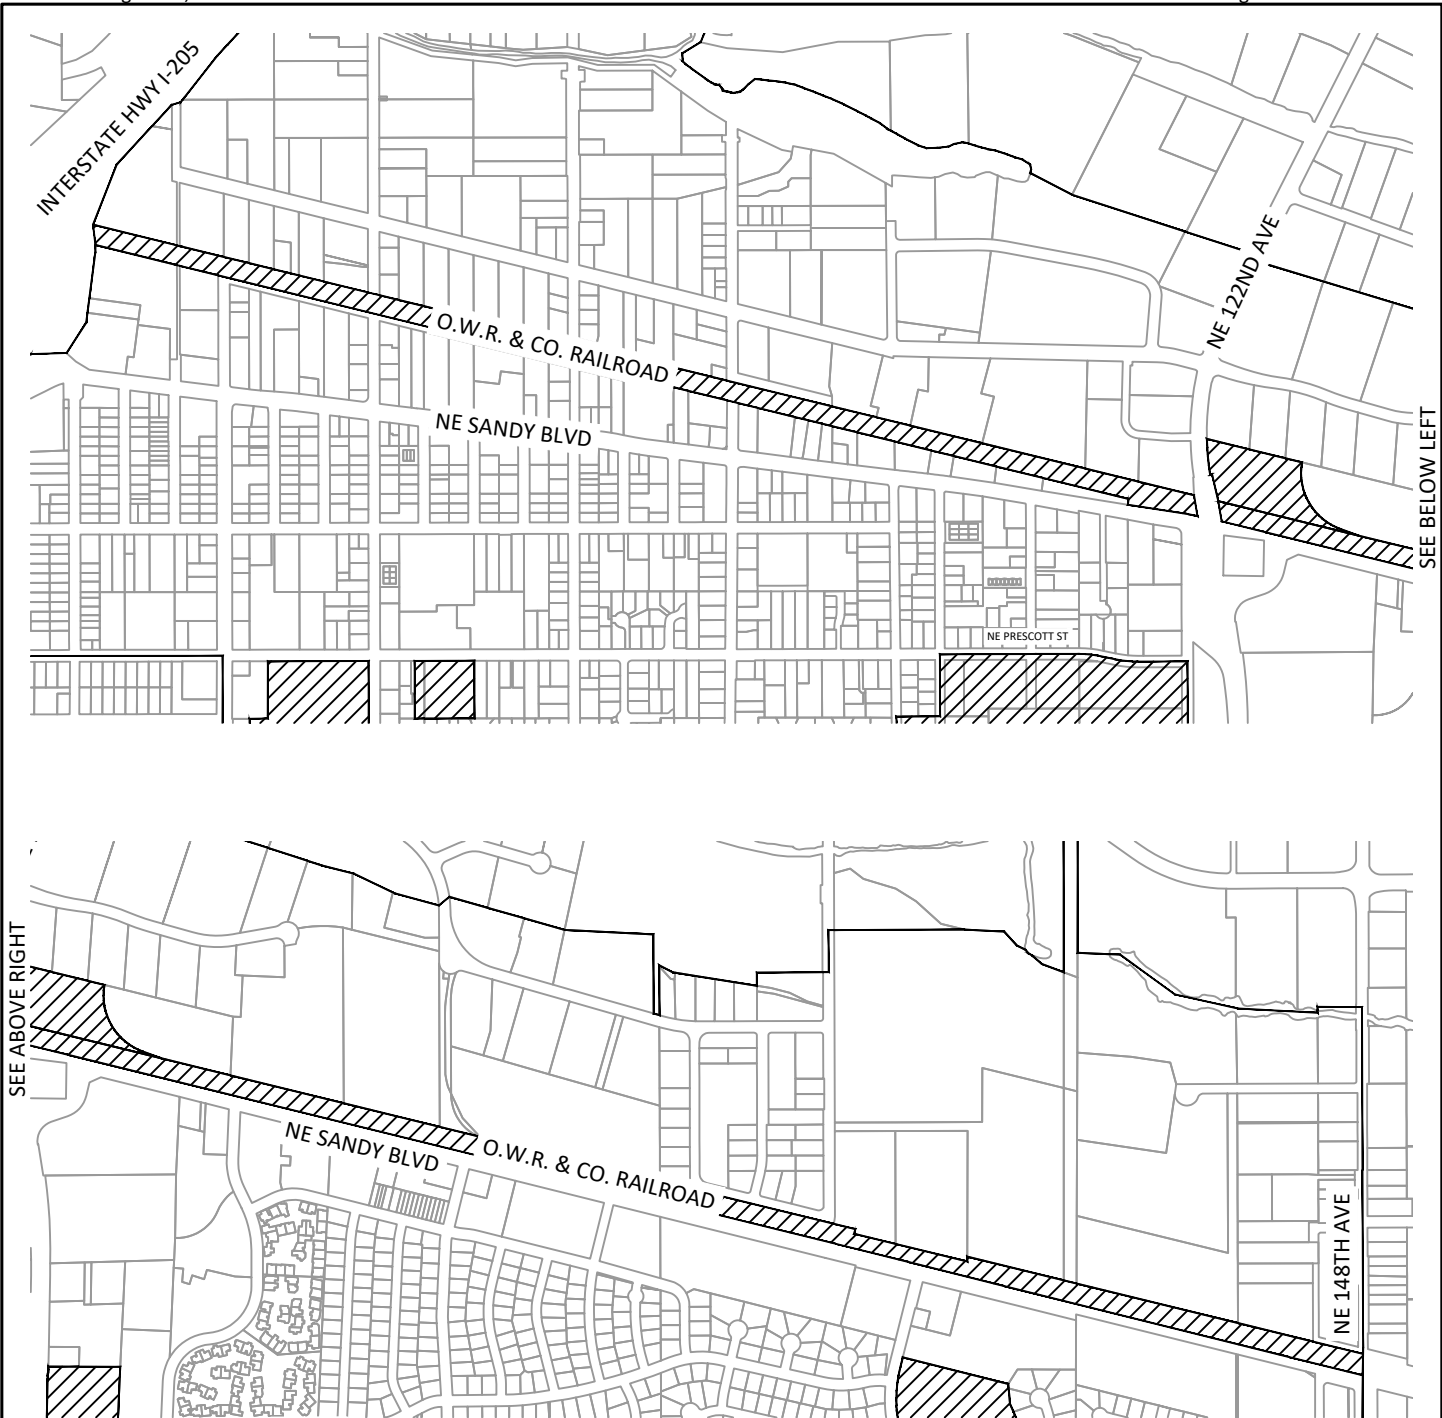 INTERSTATE HWY I-205
NE 122ND AVE
O.W.R. & CO. RAILROAD
NE SANDY BLVD
SEE BELOW LEFT
NE PRESCOTT ST
SEE ABOVE RIGHT
NE SANDY BLVD
O.W.R. & CO. RAILROAD
NE 148TH AVE